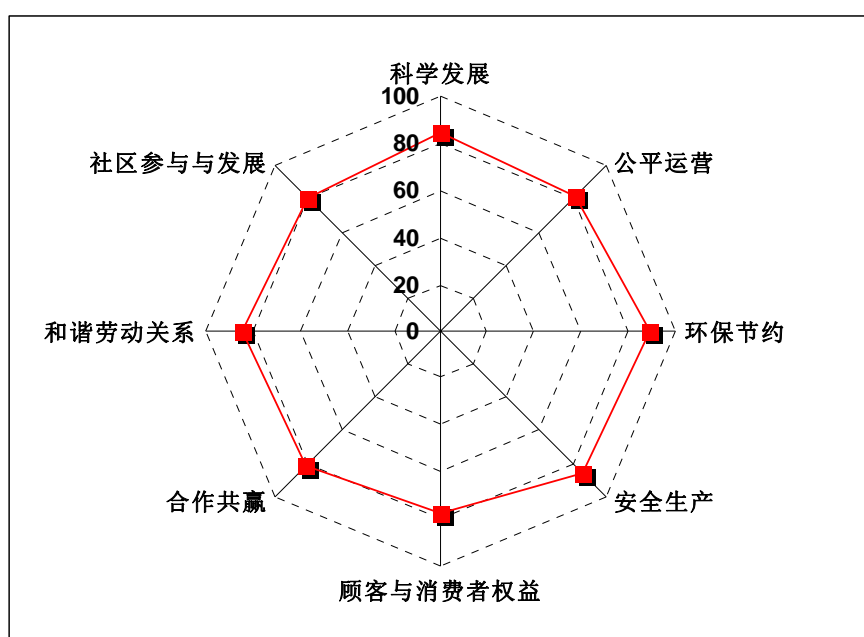 科学发展
100
80
60
40
20
0
社区参与与发展
公平运营
和谐劳动关系
环保节约
合作共赢
安全生产
顾客与消费者权益